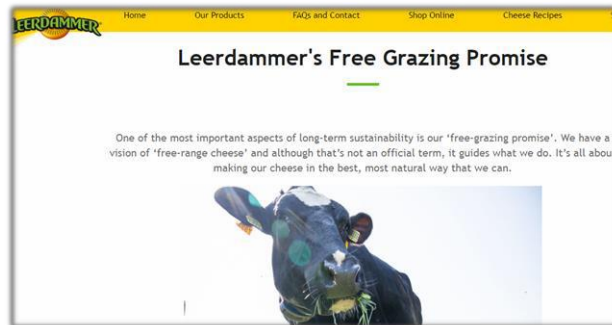 LEERDAMMER
Home Our Products FAQs and Contact Shop Online Cheese Recipes
Leerdammer's Free Grazing Promise
One of the most important aspects of long-term sustainability is our ‘free-grazing promise’. We have a
vision of ‘free-range cheese’ and although that’s not an official term, it guides what we do. It’s all
making our cheese in the best, most natural way that we can.